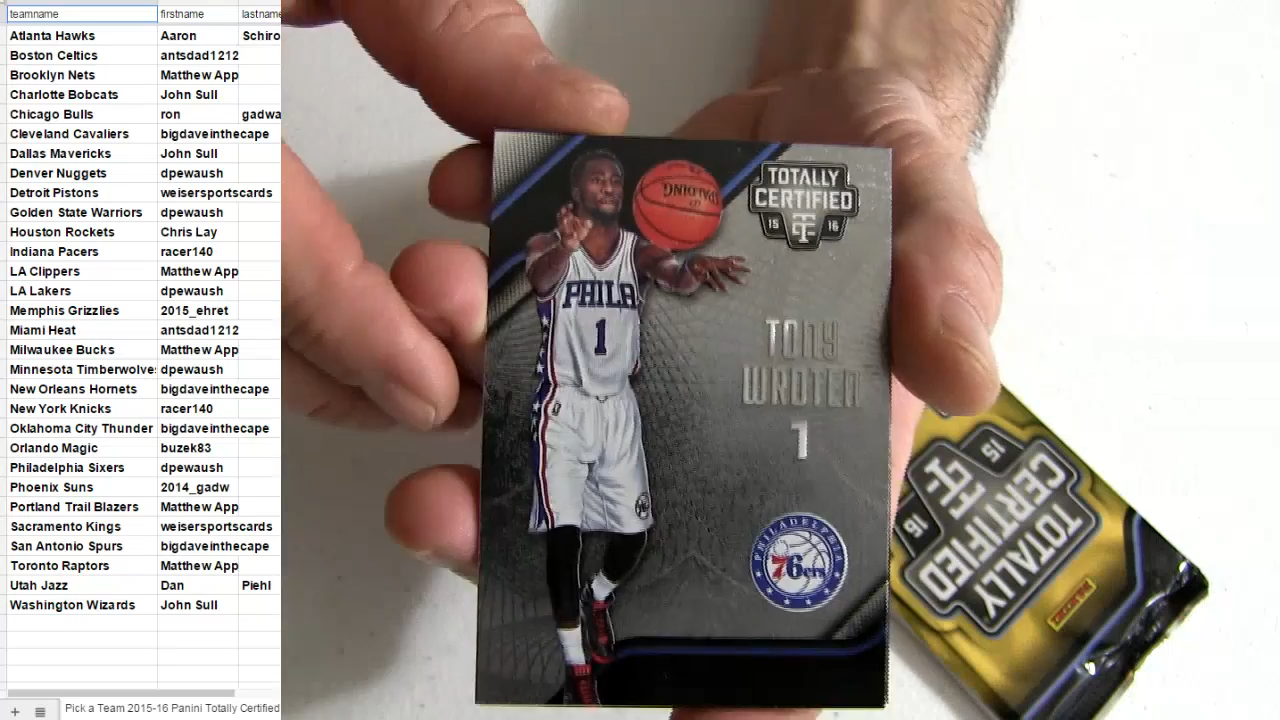 teamname firstname lastname
Atlanta Hawks Aaron Schiro
Boston Celtics antsdad1212
Brooklyn Nets Matthew App
Charlotte Bobcats John Sull
Chicago Bulls ron gadwa
Cleveland Cavaliers bigdaveinthecape
Dallas Mavericks John Sull
Denver Nuggets dpewaush
Detroit Pistons weisersportscards
Golden State Warriors dpewaush
Houston Rockets Chris Lay
Indiana Pacers racer140
LA Clippers Matthew App
LA Lakers dpewaush
Memphis Grizzlies 2015_ehret
Miami Heat antsdad1212
Milwaukee Bucks Matthew App
Minnesota Timberwolves dpewaush
New Orleans Hornets bigdaveinthecape
New York Knicks racer140
Oklahoma City Thunder bigdaveinthecape
Orlando Magic buzek83
Philadelphia Sixers dpewaush
Phoenix Suns 2014_gadw
Portland Trail Blazers Matthew App
Sacramento Kings weisersportscards
San Antonio Spurs bigdaveinthecape
Toronto Raptors Matthew App
Utah Jazz Dan Piehl
Washington Wizards John Sull
Pick a Team 2015-16 Panini Totally Certified
SPALDING
TOTALLY
CERTIFIED
15 16
PHILA
1
TONY
WROTEN
1
PHILADELPHIA
76ers
TOTALLY
CERTIFIED
15 16